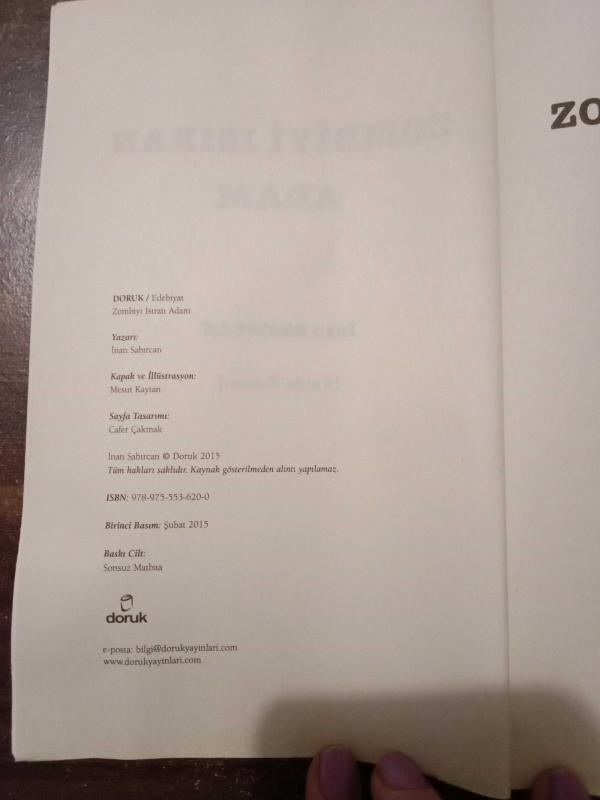 DORUK / Edebiyat
Zombiyi Isıran Adam
Yazarı:
İnan Sabırcan
Kapak ve İllüstrasyon:
Mesut Kaytan
Sayfa Tasarımı:
Cafer Çakmak
İnan Sabırcan © Doruk 2015
Tüm hakları saklıdır. Kaynak gösterilmeden alıntı yapılamaz.
ISBN: 978-975-553-620-0
Birinci Basım: Şubat 2015
Baskı Cilt:
Sonsuz Matbaa
doruk
e-posta: bilgi@dorukyayinlari.com
www.dorukyayinlari.com
ZO